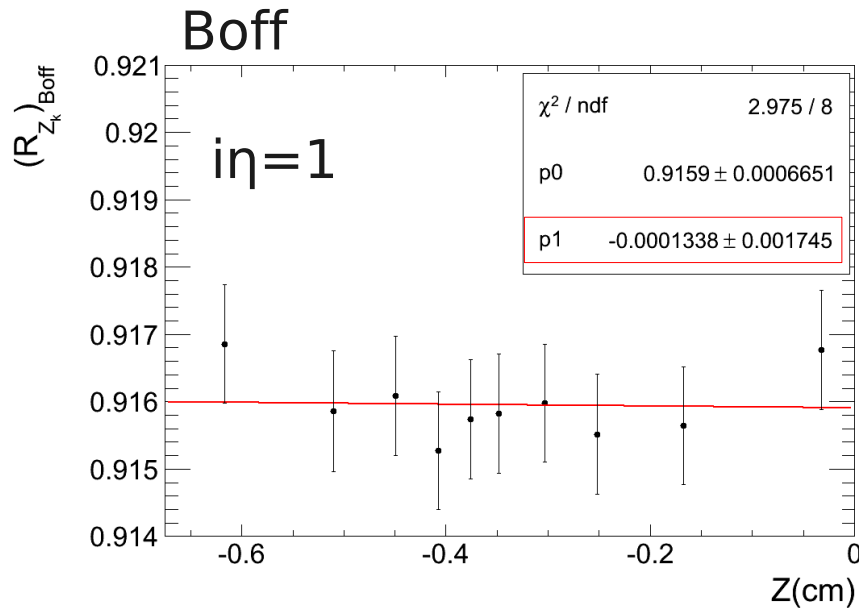 Boff
(R_{Z_k})_{Boff}
iη=1
χ² / ndf 2.975 / 8
p0 0.9159 ± 0.0006651
p1 -0.0001338 ± 0.001745
0.921
0.92
0.919
0.918
0.917
0.916
0.915
0.914
-0.6 -0.4 -0.2 0
Z(cm)